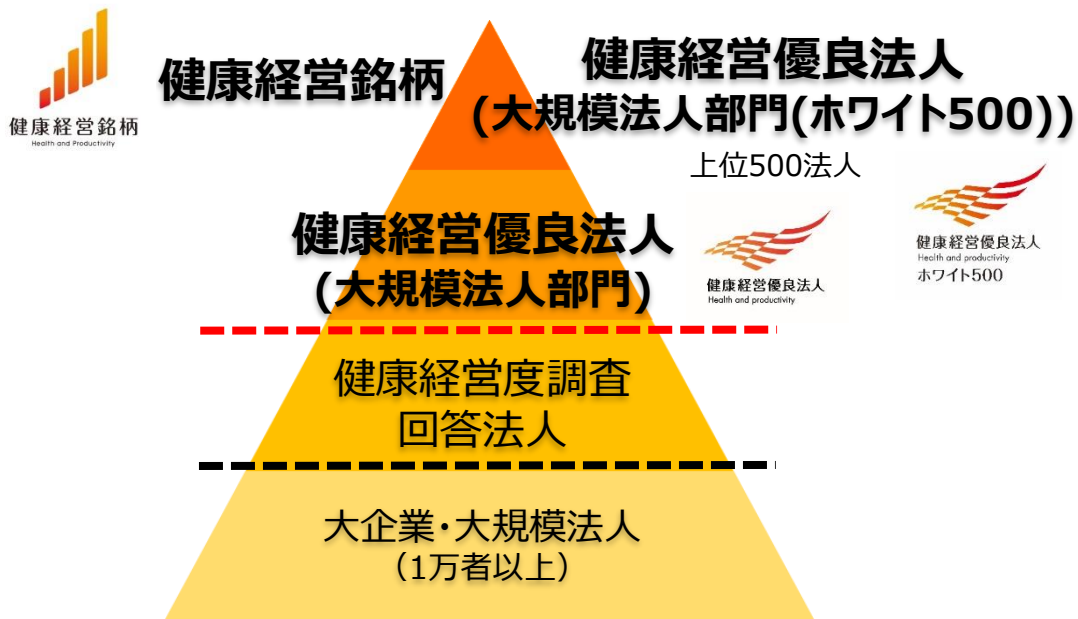 健康経営銘柄
Health and Productivity
健康経営銘柄
健康経営優良法人
(大規模法人部門(ホワイト500))
上位500法人
健康経営優良法人
Health and productivity
ホワイト500
健康経営優良法人
(大規模法人部門)
健康経営優良法人
Health and productivity
健康経営度調査
回答法人
大企業・大規模法人
（1万者以上）